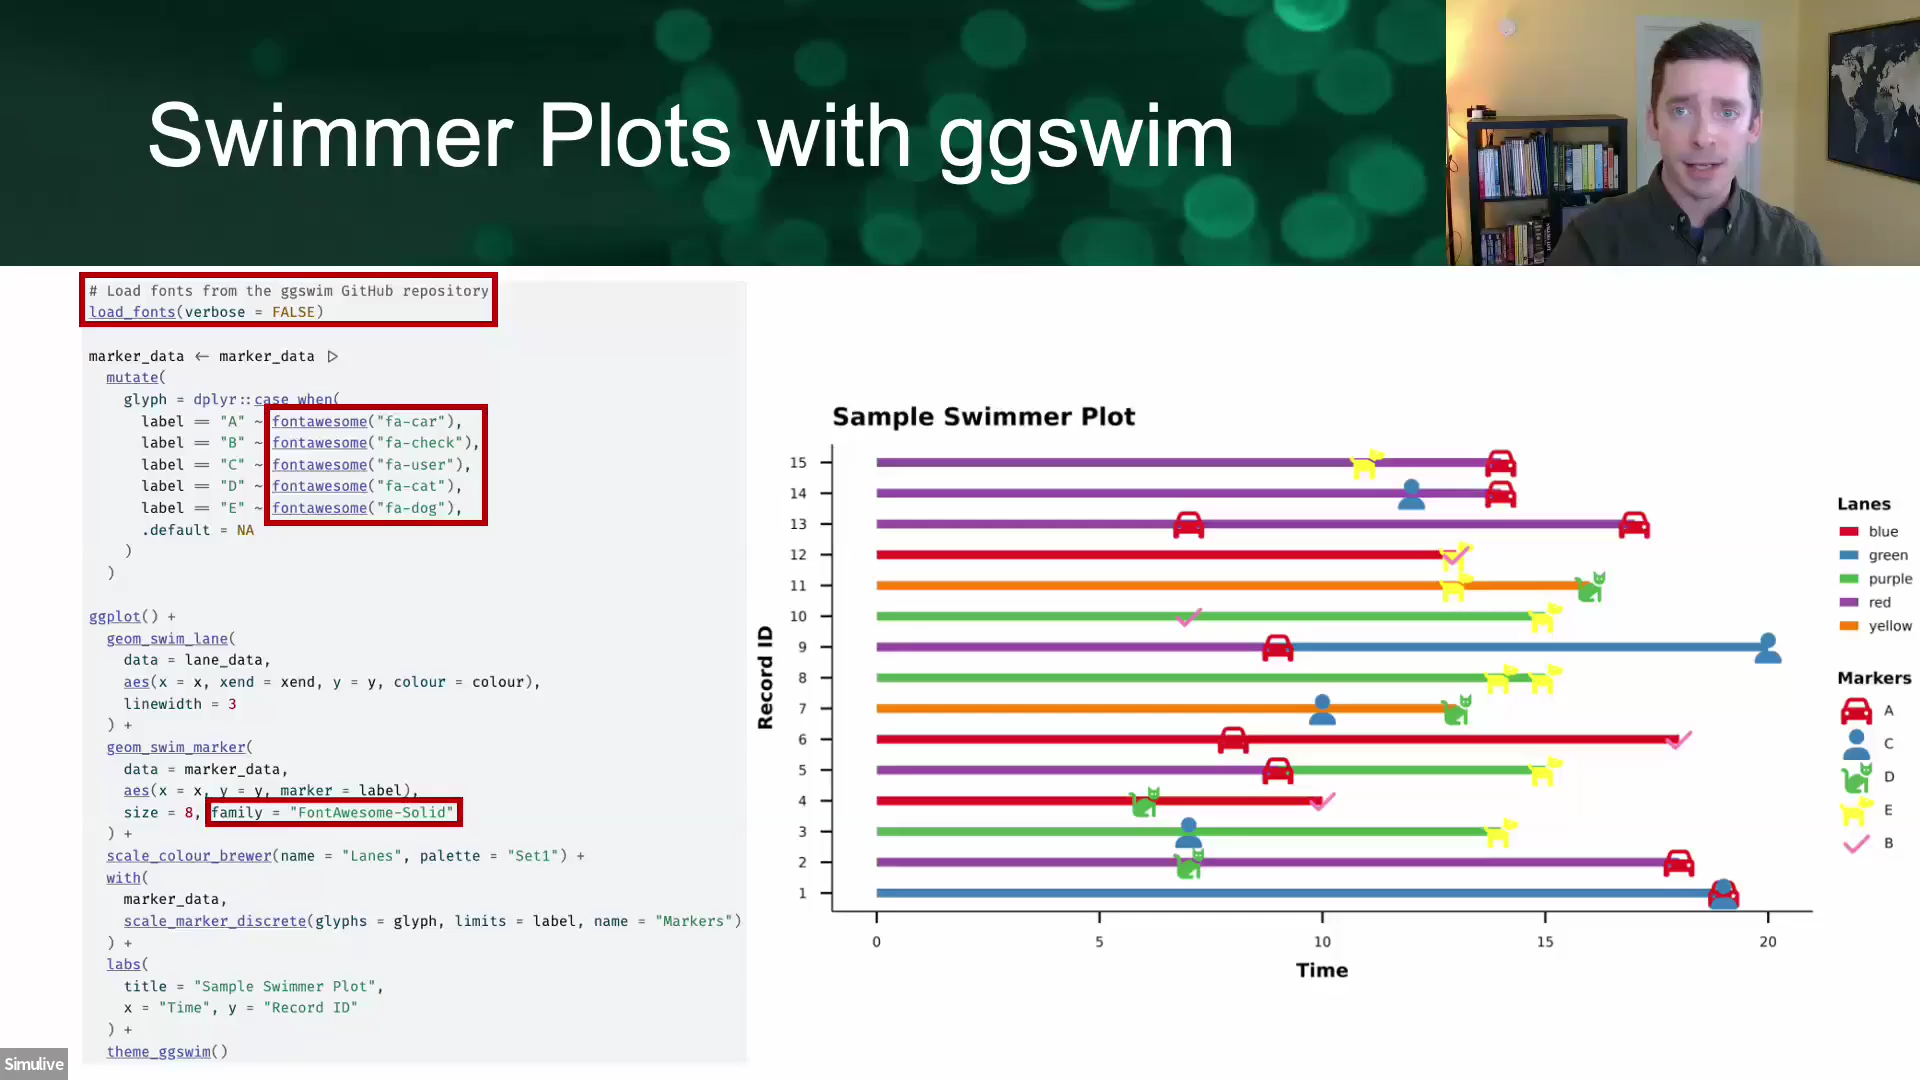 Swimmer Plots with ggswim
# Load fonts from the ggswim GitHub repository
load_fonts(verbose = FALSE)
marker_data ← marker_data ▷
mutate(
glyph = dplyr::case_when(
label == "A" ~ fontawesome("fa-car"),
label == "B" ~ fontawesome("fa-check"),
label == "C" ~ fontawesome("fa-user"),
label == "D" ~ fontawesome("fa-cat"),
label == "E" ~ fontawesome("fa-dog"),
.default = NA
)
)
ggplot() +
geom_swim_lane(
data = lane_data,
aes(x = x, xend = xend, y = y, colour = colour),
linewidth = 3
) +
geom_swim_marker(
data = marker_data,
aes(x = x, y = y, marker = label),
size = 8, family = "FontAwesome-Solid"
) +
scale_colour_brewer(name = "Lanes", palette = "Set1") +
with(
marker_data,
scale_marker_discrete(glyphs = glyph, limits = label, name = "Markers")
) +
labs(
title = "Sample Swimmer Plot",
x = "Time", y = "Record ID"
) +
theme_ggswim()
Sample Swimmer Plot
Record ID
15
14
13
12
11
10
9
8
7
6
5
4
3
2
1
0 5 10 15 20
Time
Lanes
blue
green
purple
red
yellow
Markers
A
C
D
E
B
Simulive